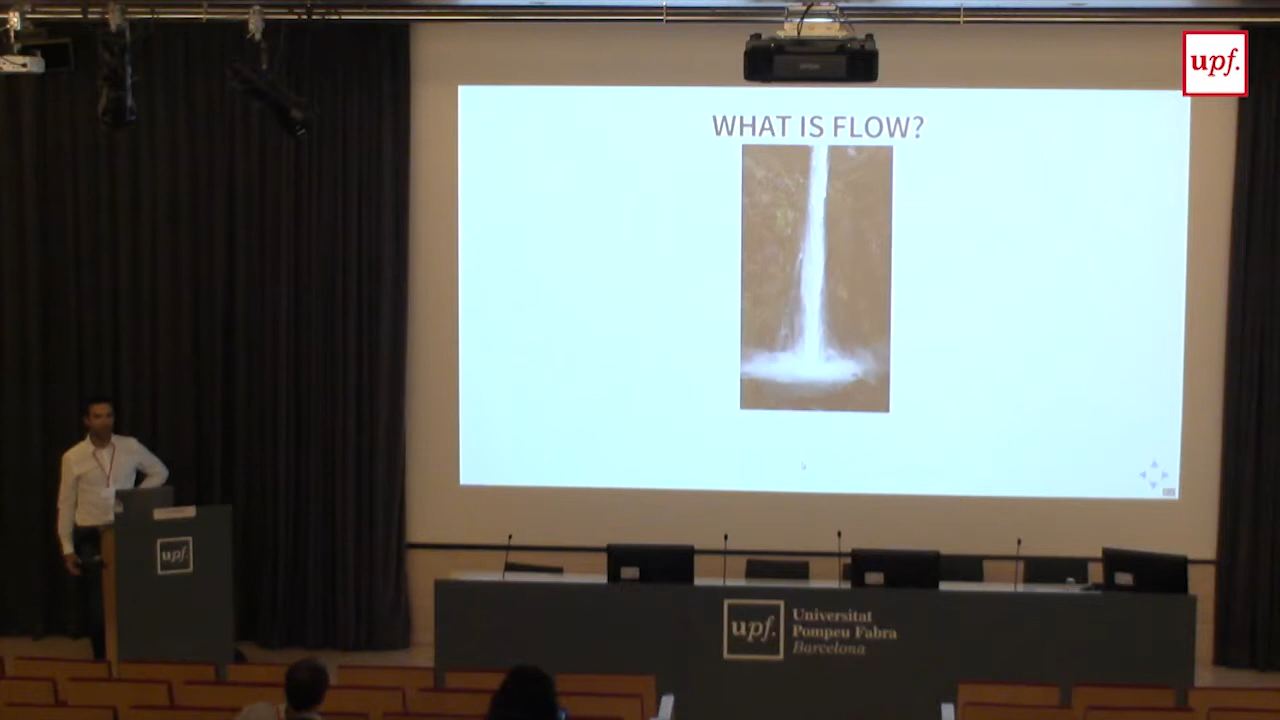 upf.
WHAT IS FLOW?
upf.
upf.
Universitat
Pompeu Fabra
Barcelona